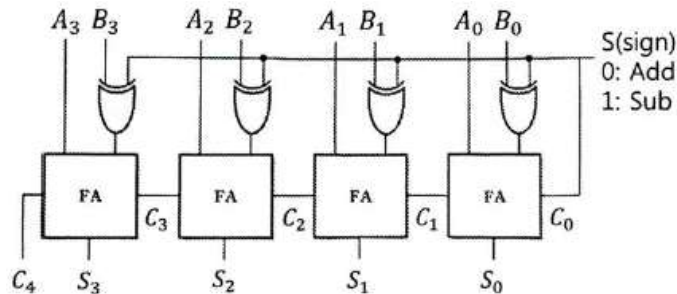 A₃ B₃ A₂ B₂ A₁ B₁ A₀ B₀
S(sign)
0: Add
1: Sub
FA FA FA FA
C₃ C₂ C₁ C₀
C₄ S₃ S₂ S₁ S₀